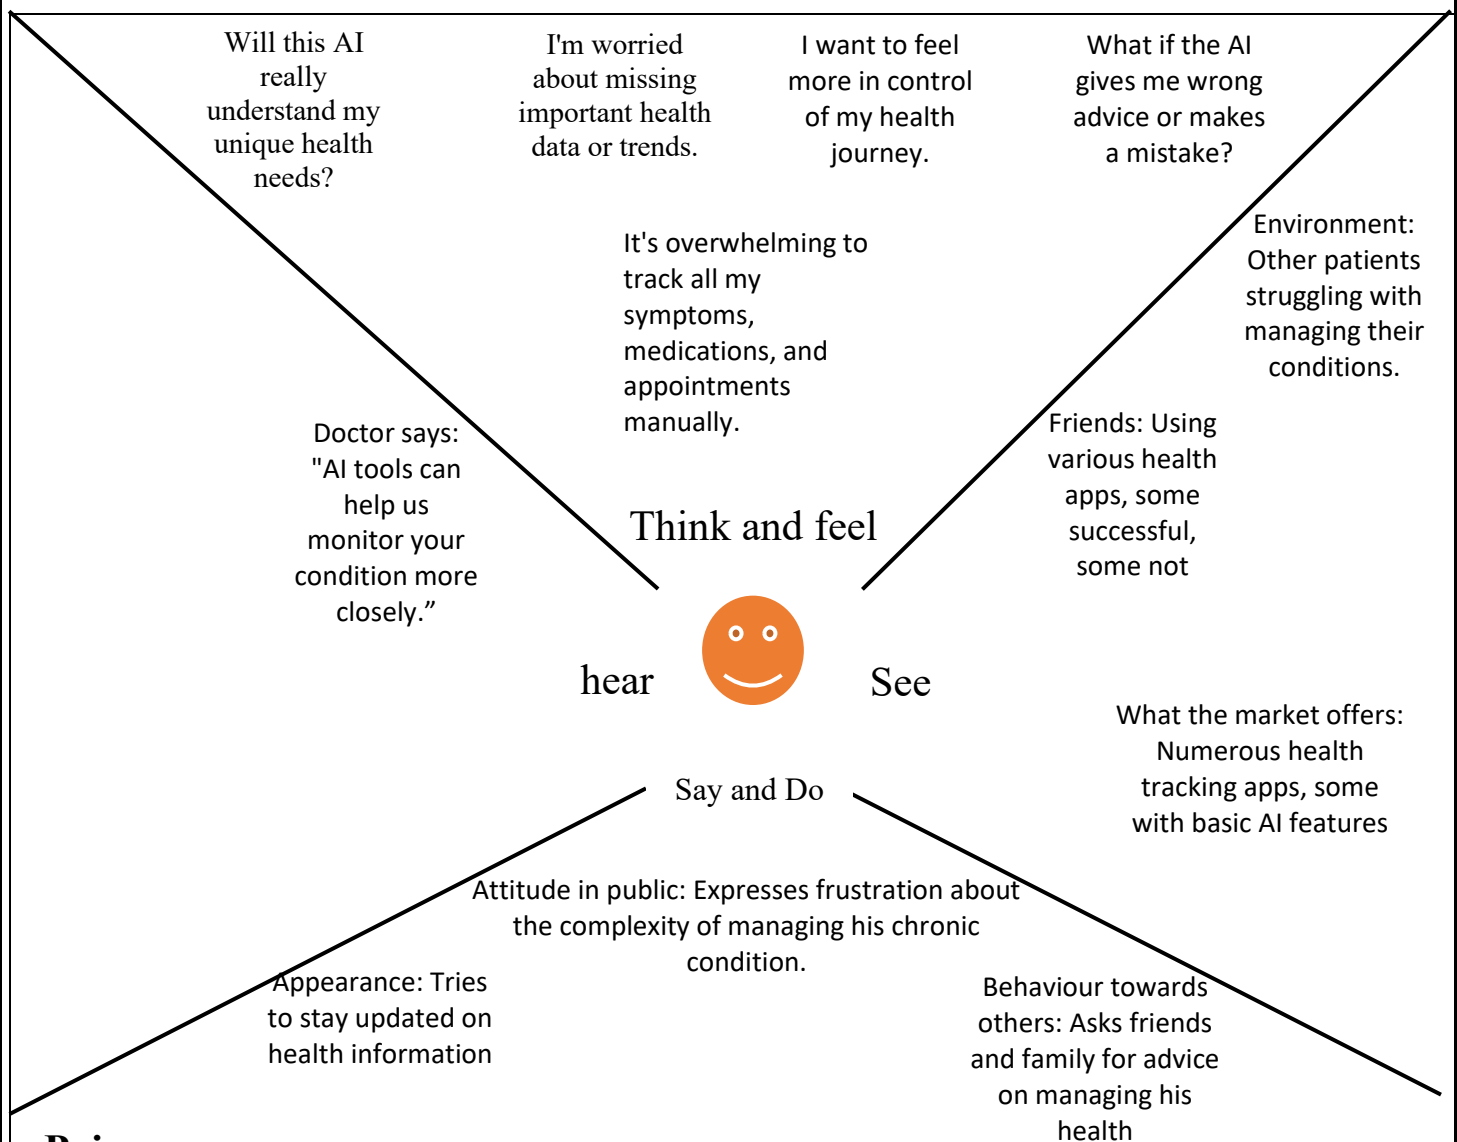 Will this AI
really
understand my
unique health
needs?
I'm worried
about missing
important health
data or trends.
I want to feel
more in control
of my health
journey.
What if the AI
gives me wrong
advice or makes
a mistake?
It's overwhelming to
track all my
symptoms,
medications, and
appointments
manually.
Environment:
Other patients
struggling with
managing their
conditions.
Doctor says:
"AI tools can
help us
monitor your
condition more
closely.”
Friends: Using
various health
apps, some
successful,
some not
Think and feel
hear
See
What the market offers:
Numerous health
tracking apps, some
with basic AI features
Say and Do
Attitude in public: Expresses frustration about
the complexity of managing his chronic
condition.
Appearance: Tries
to stay updated on
health information
Behaviour towards
others: Asks friends
and family for advice
on managing his
health